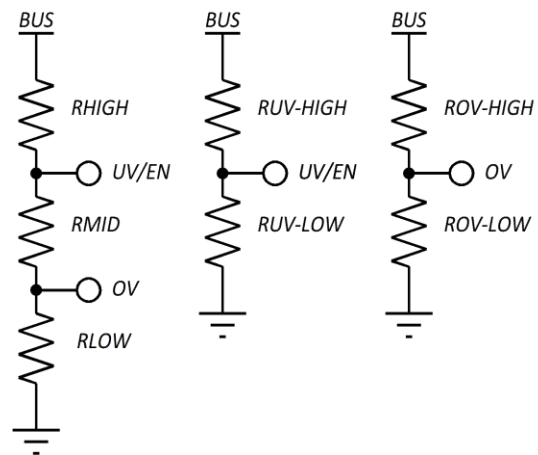 BUS
BUS
BUS
RHIGH
RUV-HIGH
ROV-HIGH
UV/EN
UV/EN
OV
RMID
RUV-LOW
ROV-LOW
OV
RLOW